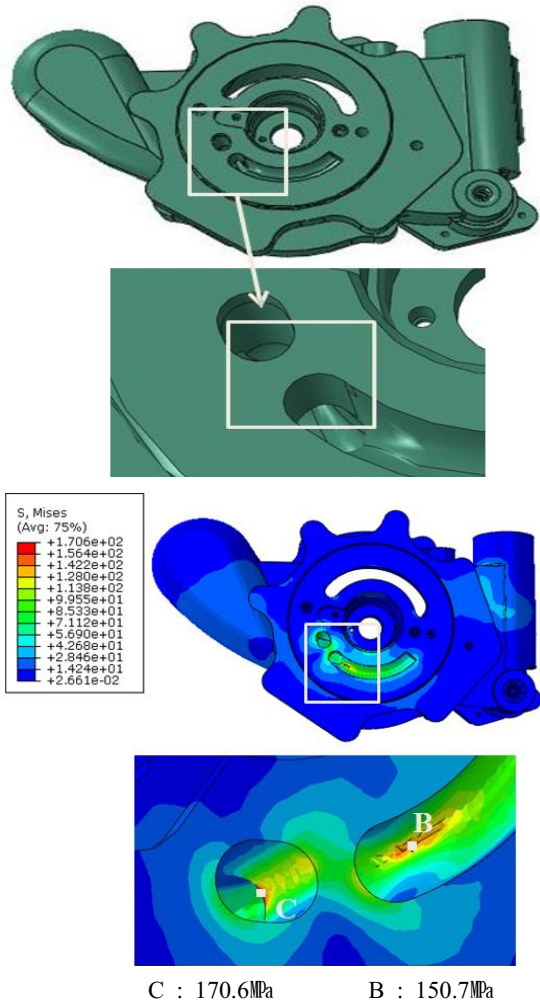 S, Mises
(Avg: 75%)
+1.706e+02
+1.564e+02
+1.422e+02
+1.280e+02
+1.138e+02
+9.955e+01
+8.533e+01
+7.112e+01
+5.690e+01
+4.268e+01
+2.846e+01
+1.424e+01
+2.661e-02
B
C
C : 170.6㎫ B : 150.7㎫